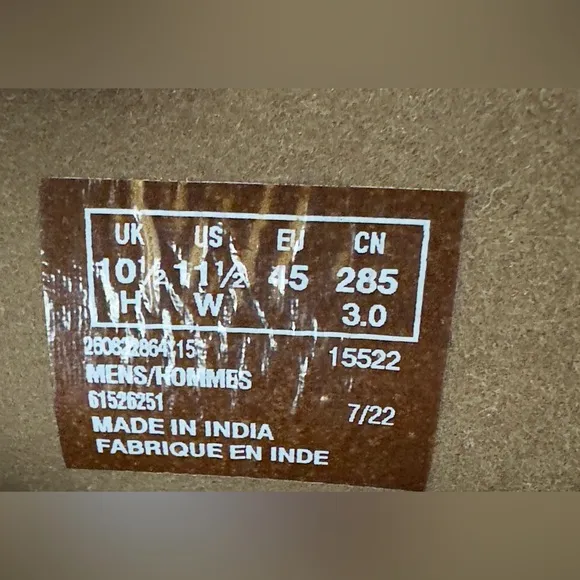 UK US EU CN
10½ 11½ 45 285
H W 3.0
15522
MENS/HOMMES
61526251
7/22
MADE IN INDIA
FABRIQUE EN INDE